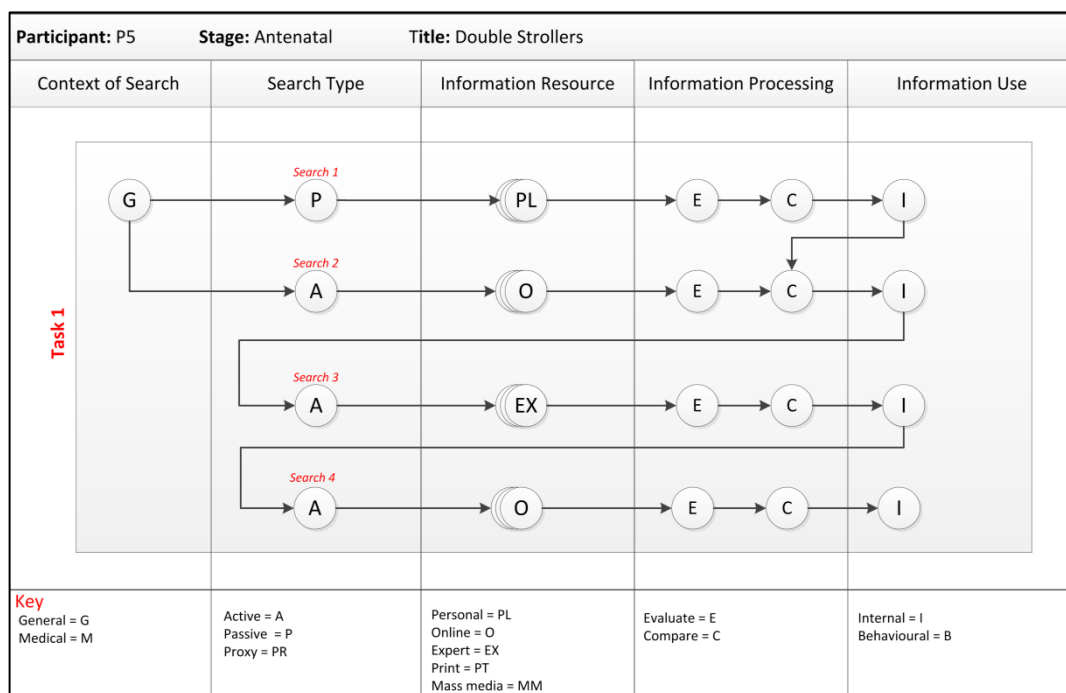 Participant: P5 Stage: Antenatal Title: Double Strollers
Context of Search Search Type Information Resource Information Processing Information Use
Task 1
Search 1
G P PL E C I
Search 2
A O E C I
Search 3
A EX E C I
Search 4
A O E C I
Key
General = G
Medical = M
Active = A
Passive = P
Proxy = PR
Personal = PL
Online = O
Expert = EX
Print = PT
Mass media = MM
Evaluate = E
Compare = C
Internal = I
Behavioural = B